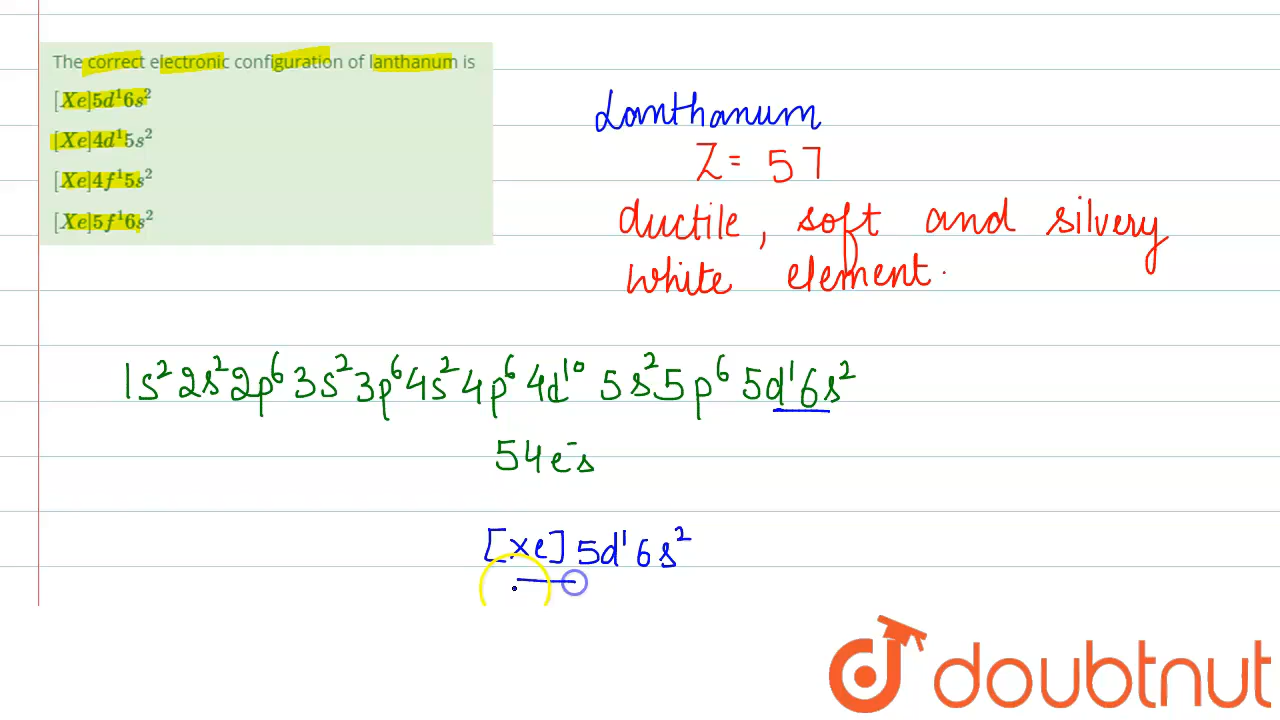 The correct electronic configuration of lanthanum is
[Xe]5d¹6s²
[Xe]4d¹5s²
[Xe]4f¹5s²
[Xe]5f¹6s²
Lanthanum
Z = 57
ductile, soft and silvery
white element.
1s² 2s² 2p⁶ 3s² 3p⁶ 4s² 4p⁶ 4d¹⁰ 5s² 5p⁶ 5d¹ 6s²
54 e⁻s
[Xe] 5d¹ 6s²
doubtnut